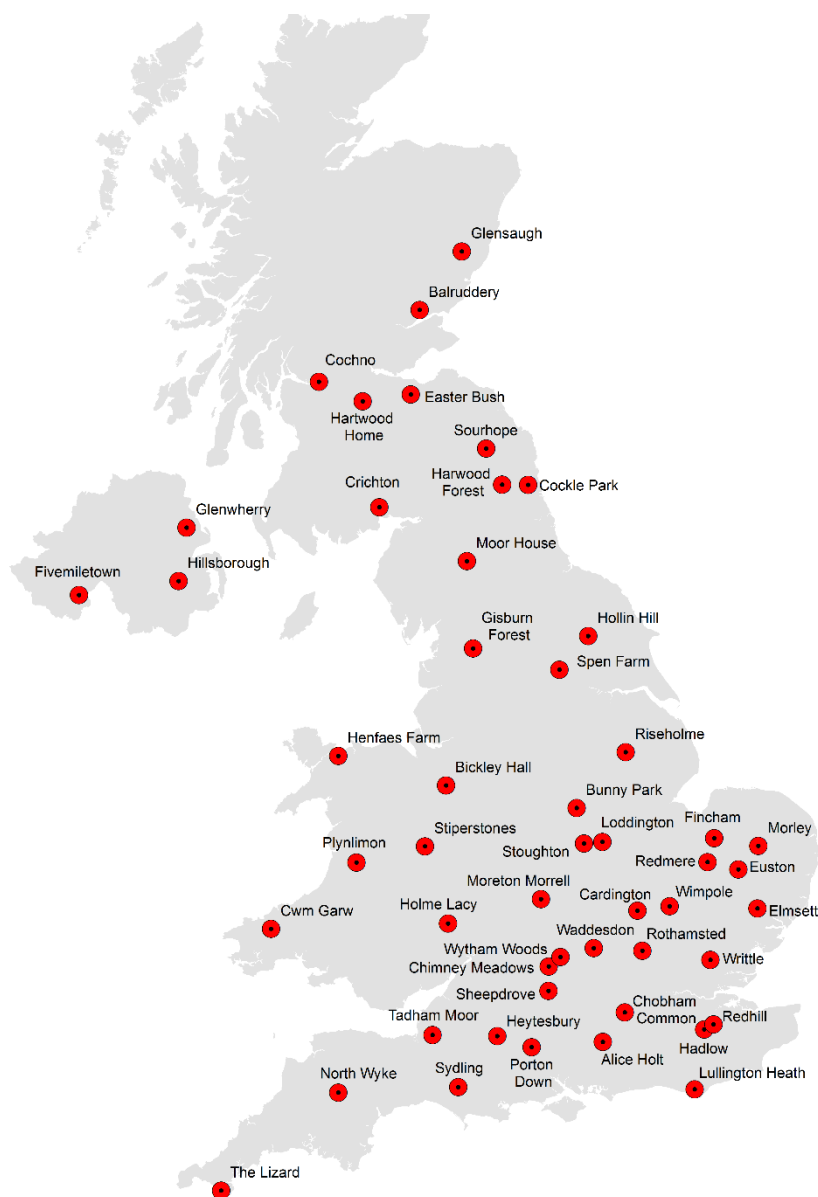 Glensaugh
Balruddery
Cochno
Easter Bush
Hartwood
Home
Sourhope
Harwood
Forest
Cockle Park
Crichton
Glenwherry
Moor House
Hillsborough
Fivemiletown
Hollin Hill
Gisburn
Forest
Spen Farm
Henfaes Farm
Riseholme
Bickley Hall
Bunny Park
Fincham
Loddington
Morley
Stiperstones
Stoughton
Plynlimon
Redmere
Euston
Moreton Morrell
Cardington
Wimpole
Elmsett
Holme Lacy
Cwm Garw
Waddesdon
Rothamsted
Wytham Woods
Writtle
Chimney Meadows
Sheepdrove
Chobham
Common
Redhill
Tadham Moor
Heytesbury
Hadlow
Alice Holt
Porton
Down
Lullington Heath
North Wyke
Sydling
The Lizard